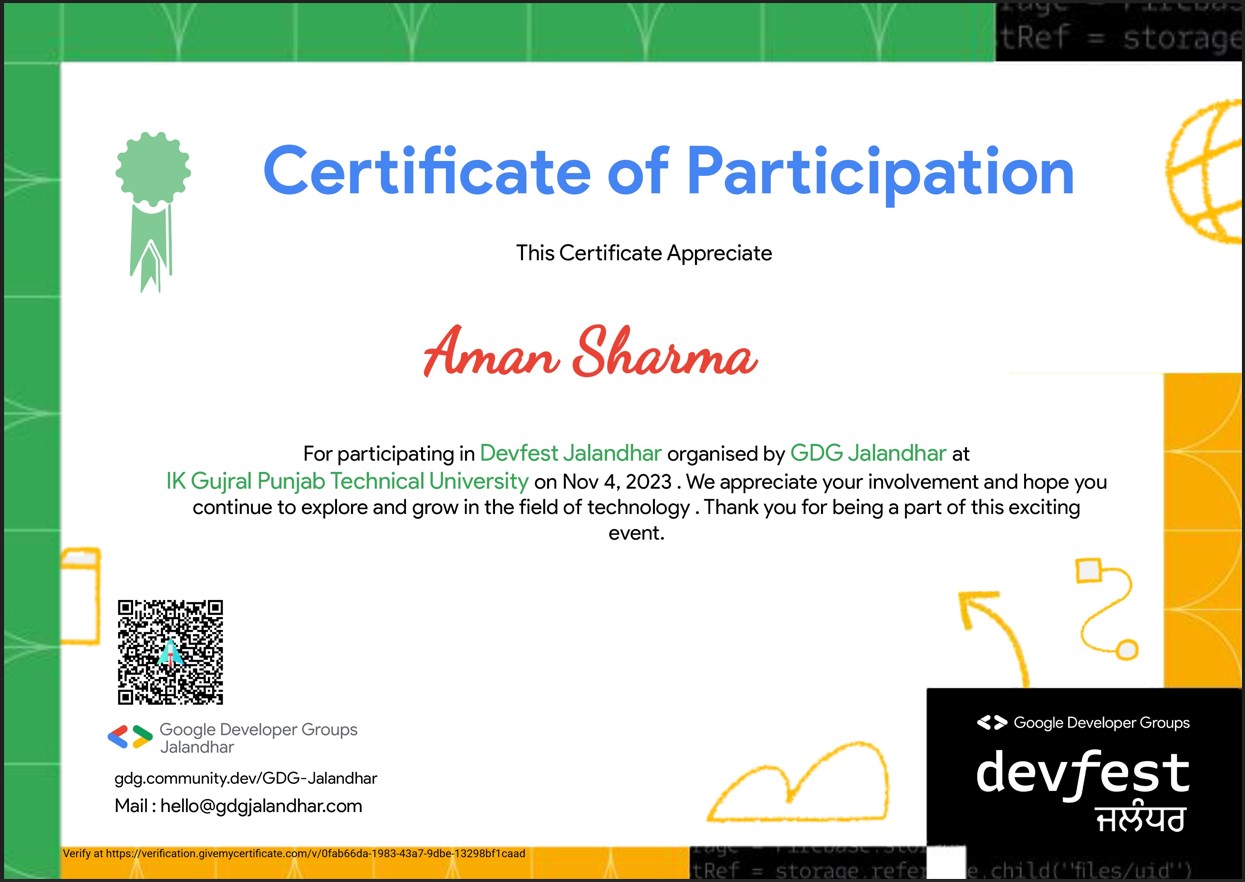 tRef = storage
Certificate of Participation
This Certificate Appreciate
Aman Sharma
For participating in Devfest Jalandhar organised by GDG Jalandhar at
IK Gujral Punjab Technical University on Nov 4, 2023 . We appreciate your involvement and hope you
continue to explore and grow in the field of technology . Thank you for being a part of this exciting
event.
Google Developer Groups
Jalandhar
gdg.community.dev/GDG-Jalandhar
Mail : hello@gdgjalandhar.com
Google Developer Groups
devfest
ਜਲੰਧਰ
Verify at https://verification.givemycertificate.com/v/0fab66da-1983-43a7-9dbe-13298bf1caad
tRef = storage.refer e.child("files/uid")